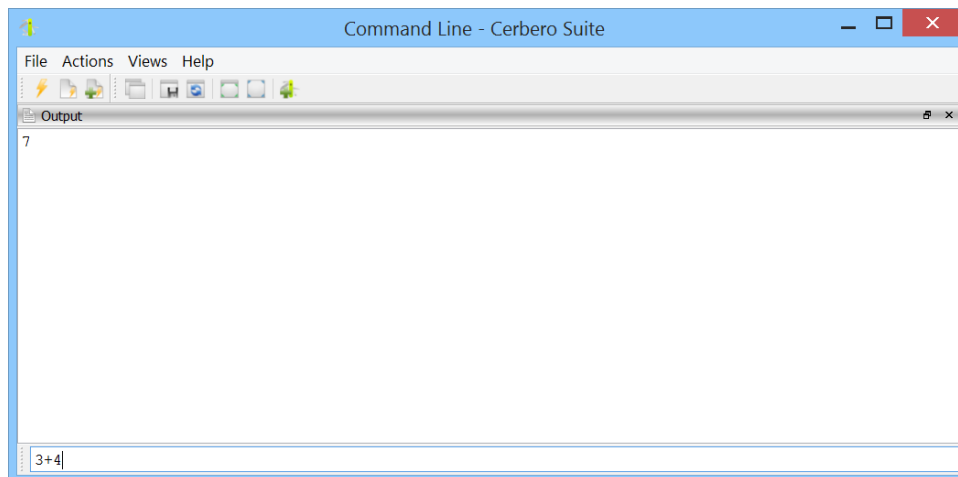 Command Line - Cerbero Suite
File Actions Views Help
Output
7
3+4